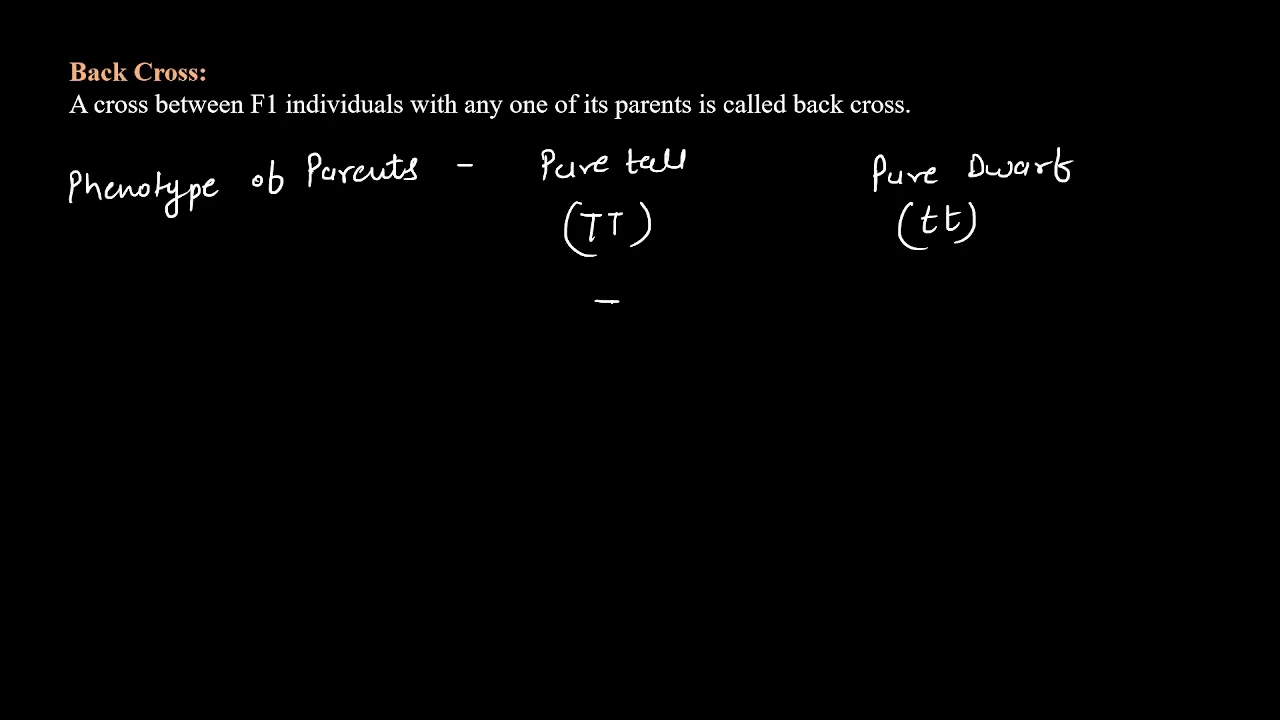 Back Cross:
A cross between F1 individuals with any one of its parents is called back cross.
Phenotype of Parents - Pure tall Pure Dwarf
(TT) (tt)